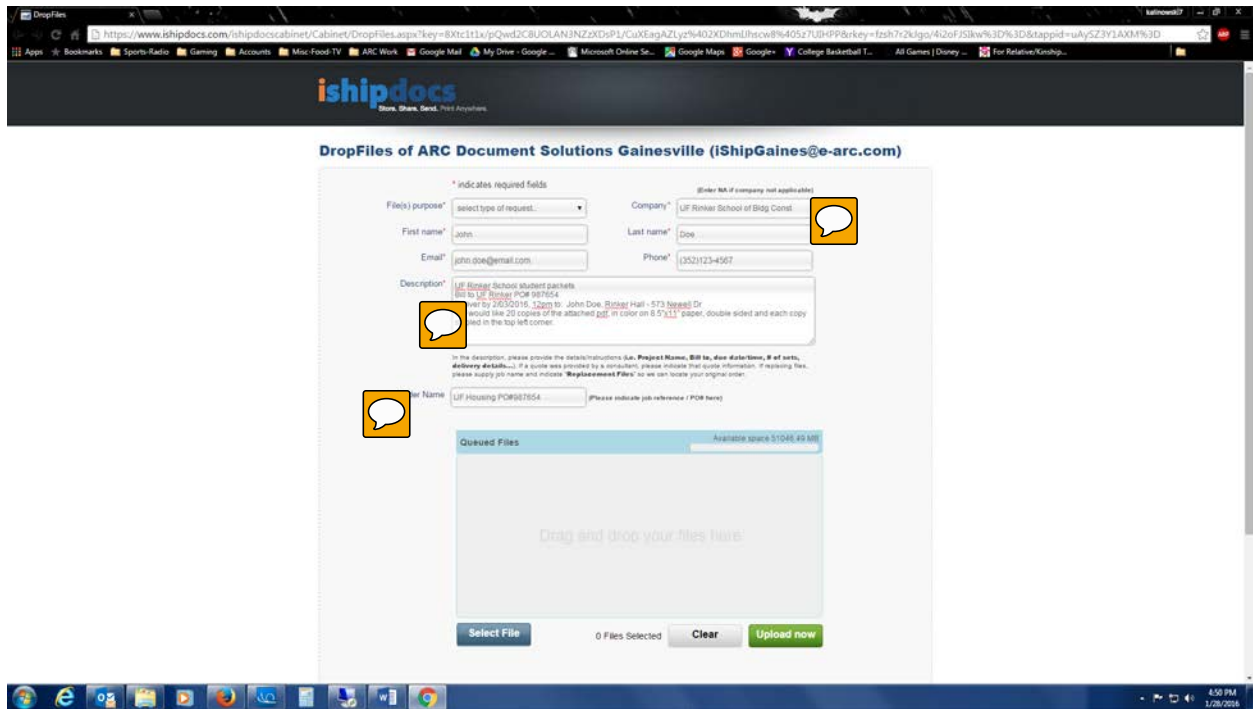 DropFiles
kalinowski7
https://www.ishipdocs.com/ishipdocscabinet/Cabinet/DropFiles.aspx?key=
Apps Bookmarks Sports-Radio Gaming Accounts Misc-Food-TV ARC Work Google Mail My Drive - Google ... Microsoft Online Se... Google Maps Google+ College Basketball T... All Games | Disney ... For Relative/Kinship...
ishipdocs
Store. Share. Send. Print Anywhere.
DropFiles of ARC Document Solutions Gainesville (iShipGaines@e-arc.com)
* indicates required fields
(Enter NA if company not applicable)
File(s) purpose* select type of request.. Company* UF Rinker School of Bldg Const.
First name* John Last name* Doe
Email* john.doe@email.com Phone* (352)123-4567
Description* UF Rinker School student packets
Bill to UF Rinker PO# 987654
by 2/03/2016, 12pm to: John Doe, Rinker Hall - 573 Newell Dr
would like 20 copies of the attached pdf, in color on 8.5"x11" paper, double sided and each copy
in the top left corner.
In the description, please provide the details/instructions (i.e. Project Name, Bill to, due date/time, # of sets,
delivery details...). If a quote was provided by a consultant, please indicate that quote information. If replacing files,
please supply job name and indicate 'Replacement Files' so we can locate your original order.
Name UF Housing PO#987654 (Please indicate job reference / PO# here)
Queued Files Available space 51046.49 MB
Drag and drop your files here
Select File 0 Files Selected Clear Upload now
4:50 PM
1/28/2016